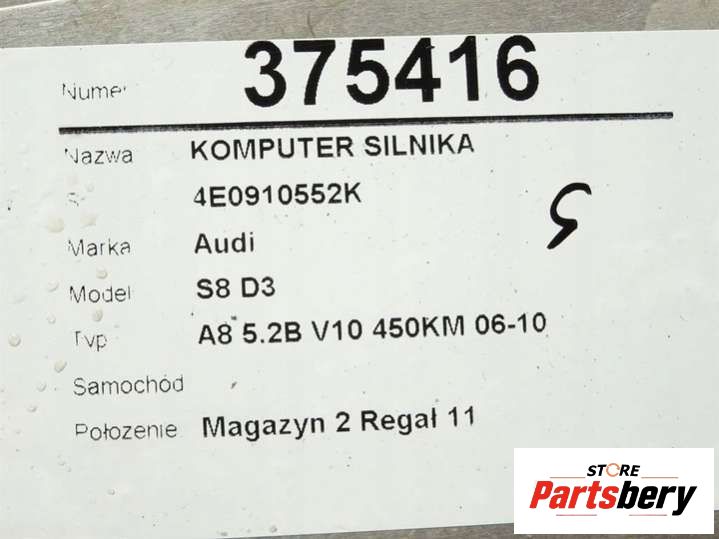 Numer 375416
Nazwa KOMPUTER SILNIKA
4E0910552K
Marka Audi
Model S8 D3
Typ A8 5.2B V10 450KM 06-10
Samochód
Położenie Magazyn 2 Regał 11
STORE
Partsbery